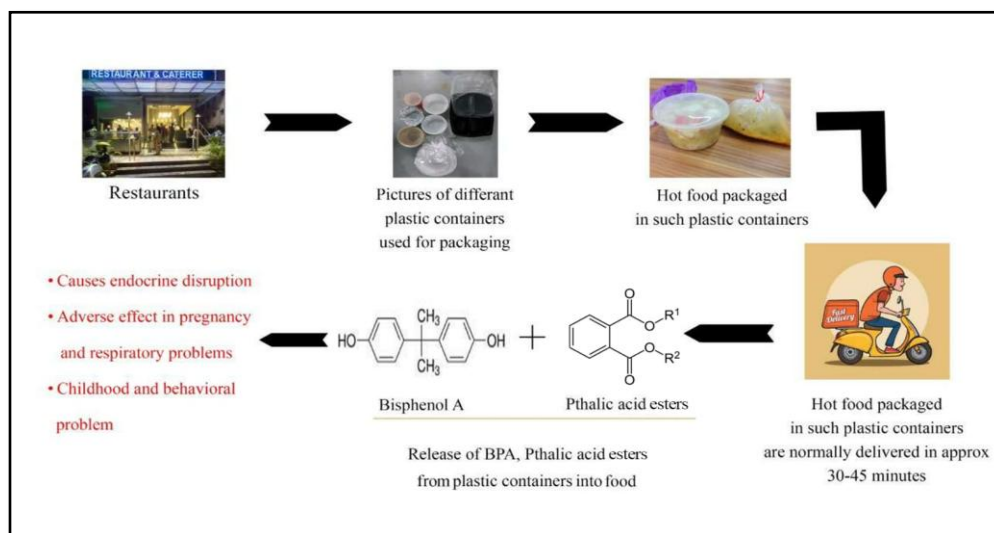 RESTAURANT & CATERER
Restaurants
Pictures of differant
plastic containers
used for packaging
Hot food packaged
in such plastic containers
Fast
Delivery
Hot food packaged
in such plastic containers
are normally delivered in approx
30-45 minutes
O
O
R¹
O
R²
O
Pthalic acid esters
+
CH₃
HO
OH
CH₃
Bisphenol A
Release of BPA, Pthalic acid esters
from plastic containers into food
• Causes endocrine disruption
• Adverse effect in pregnancy
and respiratory problems
• Childhood and behavioral
problem